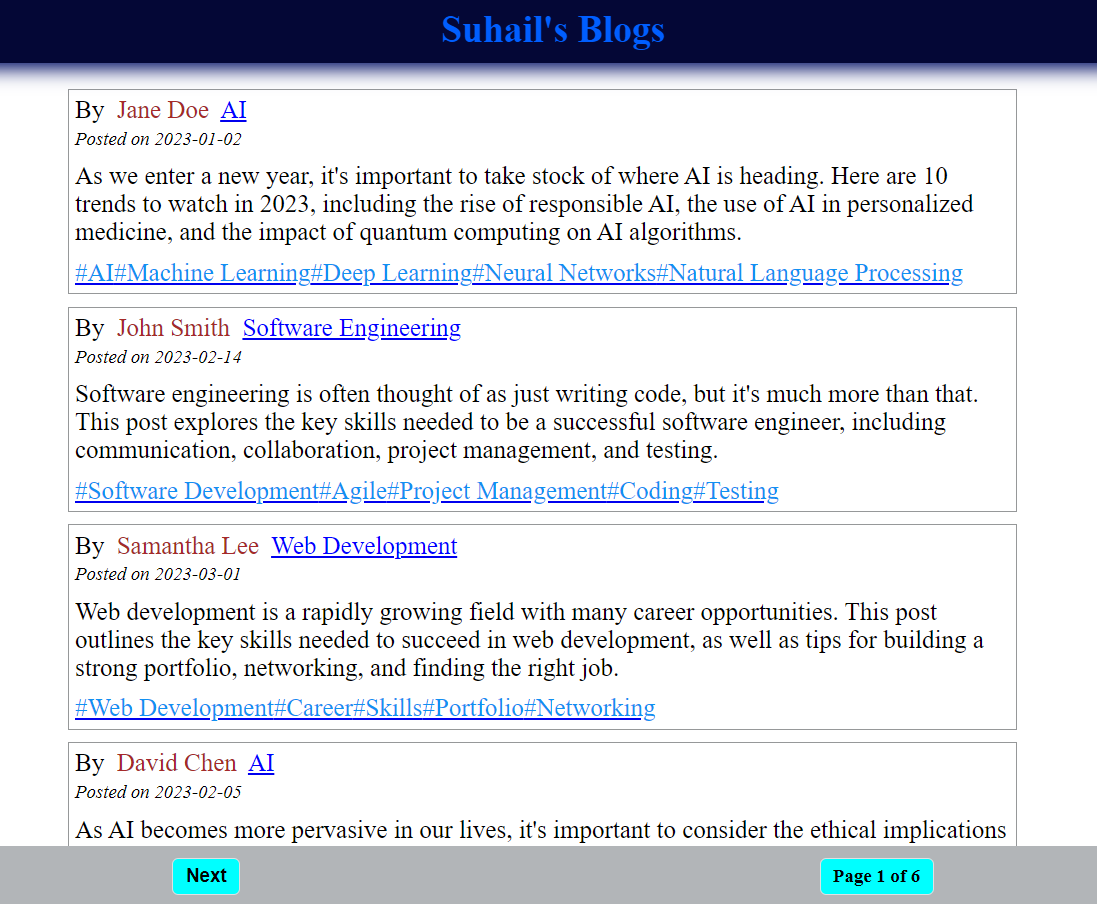 Suhail's Blogs
By Jane Doe AI
Posted on 2023-01-02
As we enter a new year, it's important to take stock of where AI is heading. Here are 10
trends to watch in 2023, including the rise of responsible AI, the use of AI in personalized
medicine, and the impact of quantum computing on AI algorithms.
#AI#Machine Learning#Deep Learning#Neural Networks#Natural Language Processing
By John Smith Software Engineering
Posted on 2023-02-14
Software engineering is often thought of as just writing code, but it's much more than that.
This post explores the key skills needed to be a successful software engineer, including
communication, collaboration, project management, and testing.
#Software Development#Agile#Project Management#Coding#Testing
By Samantha Lee Web Development
Posted on 2023-03-01
Web development is a rapidly growing field with many career opportunities. This post
outlines the key skills needed to succeed in web development, as well as tips for building a
strong portfolio, networking, and finding the right job.
#Web Development#Career#Skills#Portfolio#Networking
By David Chen AI
Posted on 2023-02-05
As AI becomes more pervasive in our lives, it's important to consider the ethical implications
Next
Page 1 of 6